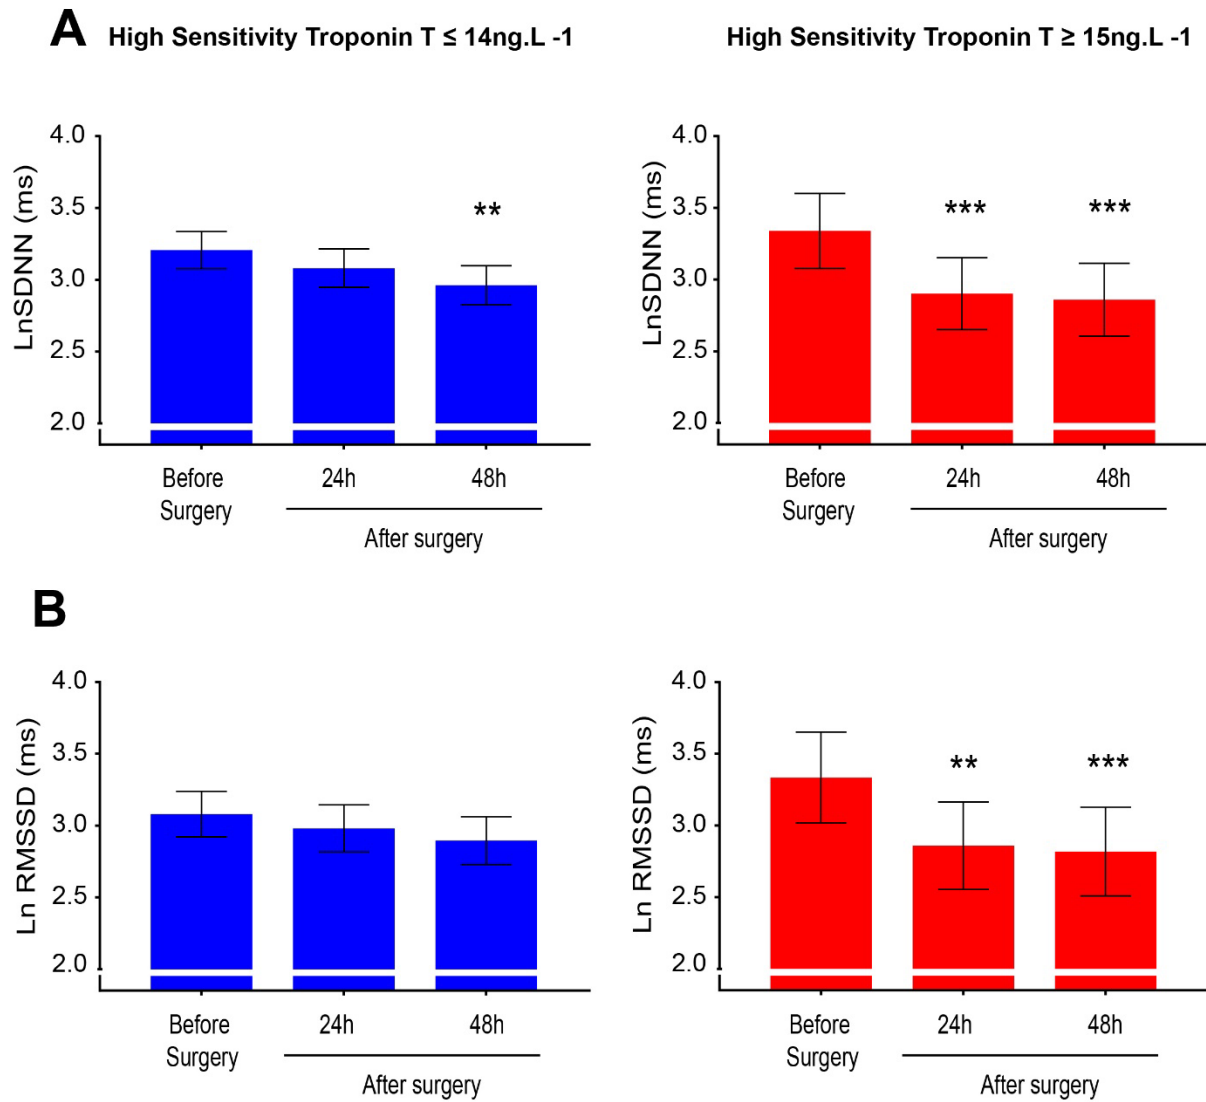 A High Sensitivity Troponin T ≤ 14ng.L -1
High Sensitivity Troponin T ≥ 15ng.L -1
LnSDNN (ms)
4.0
3.5
3.0
2.5
2.0
**
Before
Surgery
24h
48h
After surgery
LnSDNN (ms)
4.0
3.5
3.0
2.5
2.0
***
***
Before
Surgery
24h
48h
After surgery
B
Ln RMSSD (ms)
4.0
3.5
3.0
2.5
2.0
Before
Surgery
24h
48h
After surgery
Ln RMSSD (ms)
4.0
3.5
3.0
2.5
2.0
**
***
Before
Surgery
24h
48h
After surgery